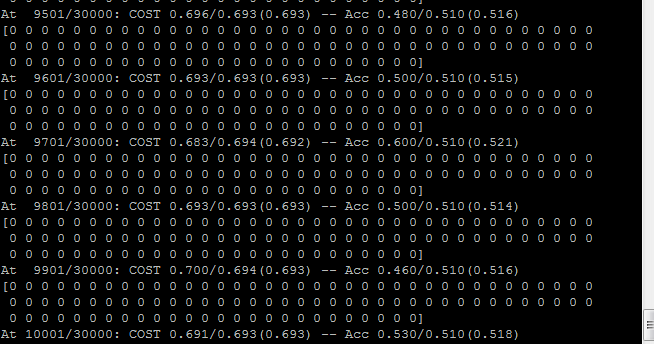 At  9501/30000: COST 0.696/0.693(0.693) -- Acc 0.480/0.510(0.516)
[0 0 0 0 0 0 0 0 0 0 0 0 0 0 0 0 0 0 0 0 0 0 0 0 0 0 0 0 0 0 0 0 0 0 0 0 0
 0 0 0 0 0 0 0 0 0 0 0 0 0 0 0 0 0 0 0 0 0 0 0 0 0 0 0 0 0 0 0 0 0 0 0 0 0
 0 0 0 0 0 0 0 0 0 0 0 0 0 0 0 0 0 0 0 0 0 0 0 0 0 0]
At  9601/30000: COST 0.693/0.693(0.693) -- Acc 0.500/0.510(0.515)
[0 0 0 0 0 0 0 0 0 0 0 0 0 0 0 0 0 0 0 0 0 0 0 0 0 0 0 0 0 0 0 0 0 0 0 0 0
 0 0 0 0 0 0 0 0 0 0 0 0 0 0 0 0 0 0 0 0 0 0 0 0 0 0 0 0 0 0 0 0 0 0 0 0 0
 0 0 0 0 0 0 0 0 0 0 0 0 0 0 0 0 0 0 0 0 0 0 0 0 0 0]
At  9701/30000: COST 0.683/0.694(0.692) -- Acc 0.600/0.510(0.521)
[0 0 0 0 0 0 0 0 0 0 0 0 0 0 0 0 0 0 0 0 0 0 0 0 0 0 0 0 0 0 0 0 0 0 0 0 0
 0 0 0 0 0 0 0 0 0 0 0 0 0 0 0 0 0 0 0 0 0 0 0 0 0 0 0 0 0 0 0 0 0 0 0 0 0
 0 0 0 0 0 0 0 0 0 0 0 0 0 0 0 0 0 0 0 0 0 0 0 0 0 0]
At  9801/30000: COST 0.693/0.693(0.693) -- Acc 0.500/0.510(0.514)
[0 0 0 0 0 0 0 0 0 0 0 0 0 0 0 0 0 0 0 0 0 0 0 0 0 0 0 0 0 0 0 0 0 0 0 0 0
 0 0 0 0 0 0 0 0 0 0 0 0 0 0 0 0 0 0 0 0 0 0 0 0 0 0 0 0 0 0 0 0 0 0 0 0 0
 0 0 0 0 0 0 0 0 0 0 0 0 0 0 0 0 0 0 0 0 0 0 0 0 0 0]
At  9901/30000: COST 0.700/0.694(0.693) -- Acc 0.460/0.510(0.516)
[0 0 0 0 0 0 0 0 0 0 0 0 0 0 0 0 0 0 0 0 0 0 0 0 0 0 0 0 0 0 0 0 0 0 0 0 0
 0 0 0 0 0 0 0 0 0 0 0 0 0 0 0 0 0 0 0 0 0 0 0 0 0 0 0 0 0 0 0 0 0 0 0 0 0
 0 0 0 0 0 0 0 0 0 0 0 0 0 0 0 0 0 0 0 0 0 0 0 0 0 0]
At 10001/30000: COST 0.691/0.693(0.693) -- Acc 0.530/0.510(0.518)